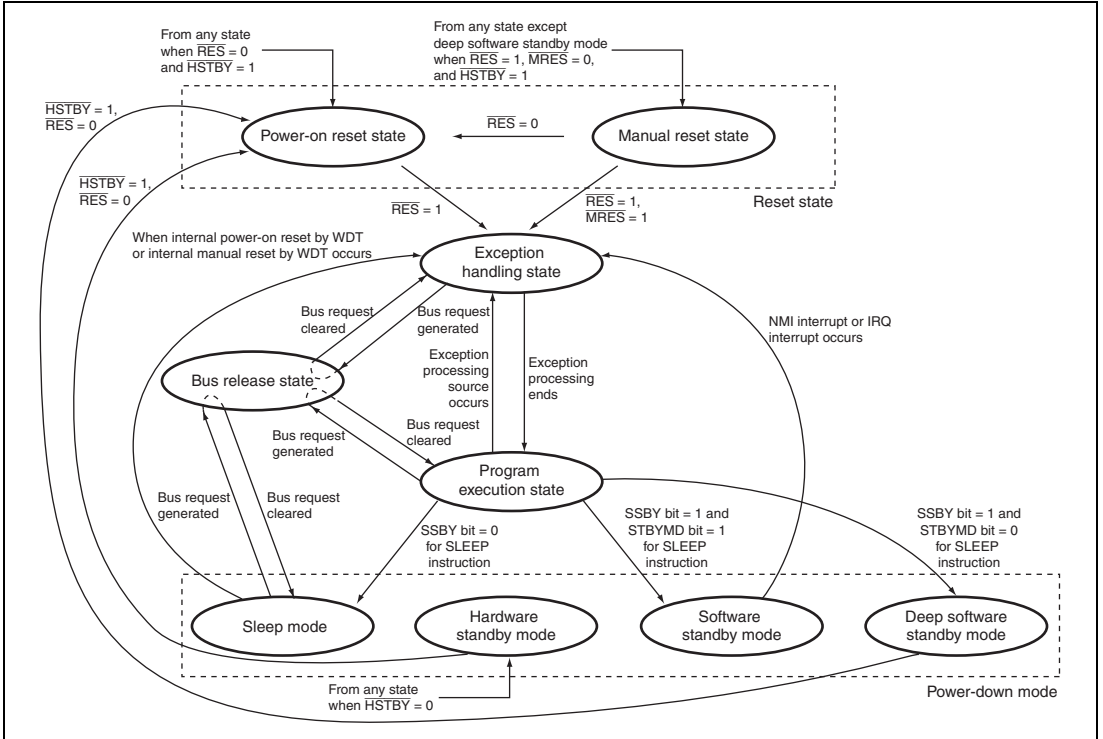 From any state
when RES = 0
and HSTBY = 1
From any state except
deep software standby mode
when RES = 1, MRES = 0,
and HSTBY = 1
HSTBY = 1,
RES = 0
Power-on reset state
RES = 0
Manual reset state
HSTBY = 1,
RES = 0
Reset state
RES = 1
RES = 1,
MRES = 1
When internal power-on reset by WDT
or internal manual reset by WDT occurs
Exception
handling state
Bus request
cleared
Bus request
generated
NMI interrupt or IRQ
interrupt occurs
Exception
processing
source
occurs
Exception
processing
ends
Bus release state
Bus request
generated
Bus request
cleared
Program
execution state
Bus request
generated
Bus request
cleared
SSBY bit = 0
for SLEEP
instruction
SSBY bit = 1 and
STBYMD bit = 1
for SLEEP
instruction
SSBY bit = 1 and
STBYMD bit = 0
for SLEEP
instruction
Sleep mode
Hardware
standby mode
Software
standby mode
Deep software
standby mode
From any state
when HSTBY = 0
Power-down mode